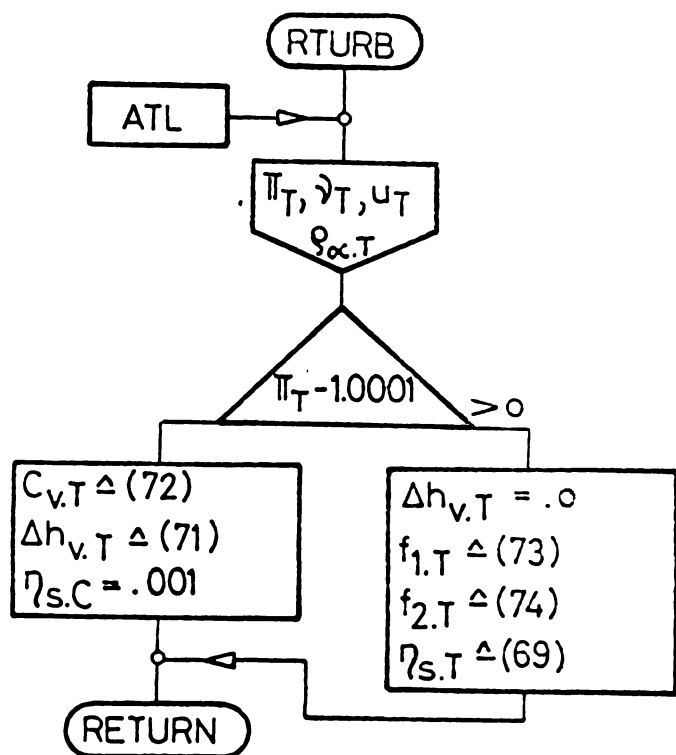 RTURB
ATL
π_T, ν_T, u_T
ρ_α.T
π_T - 1.0001
> 0
C_v.T ≙ (72)
Δh_v.T ≙ (71)
η_s.C = .001
Δh_v.T = .0
f_1.T ≙ (73)
f_2.T ≙ (74)
η_s.T ≙ (69)
RETURN